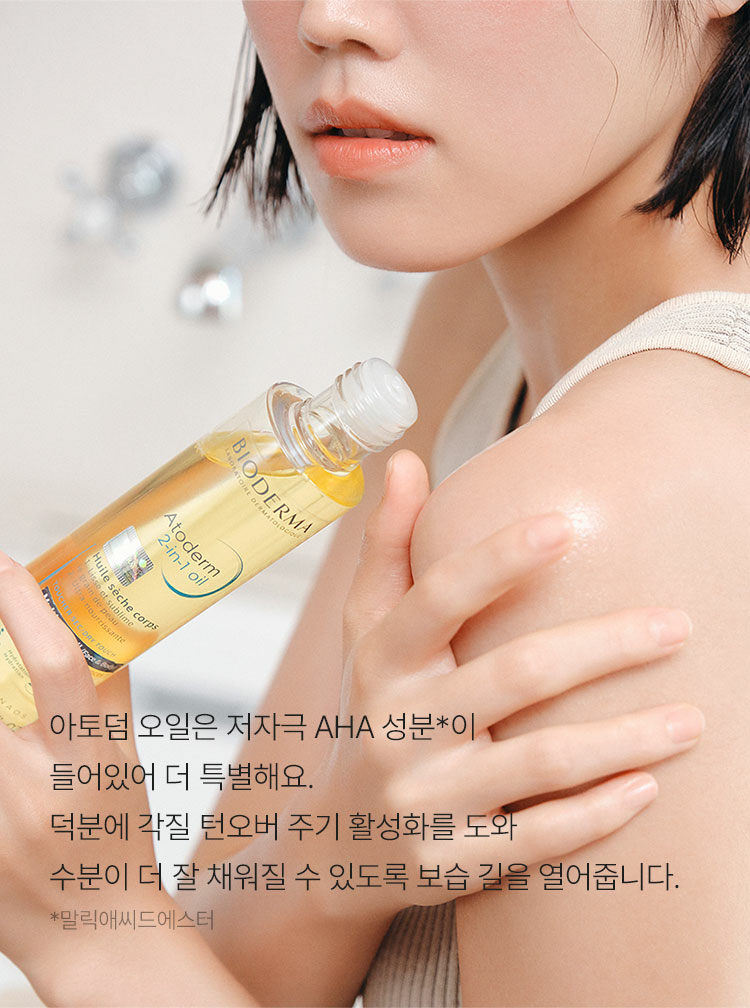 BIODERMA
LABORATOIRE DERMATOLOGIQUE
Atoderm
2-in-1 oil
Huile sèche corps
아토덤 오일은 저자극 AHA 성분*이
들어있어 더 특별해요.
덕분에 각질 턴오버 주기 활성화를 도와
수분이 더 잘 채워질 수 있도록 보습 길을 열어줍니다.
*말릭애씨드에스터